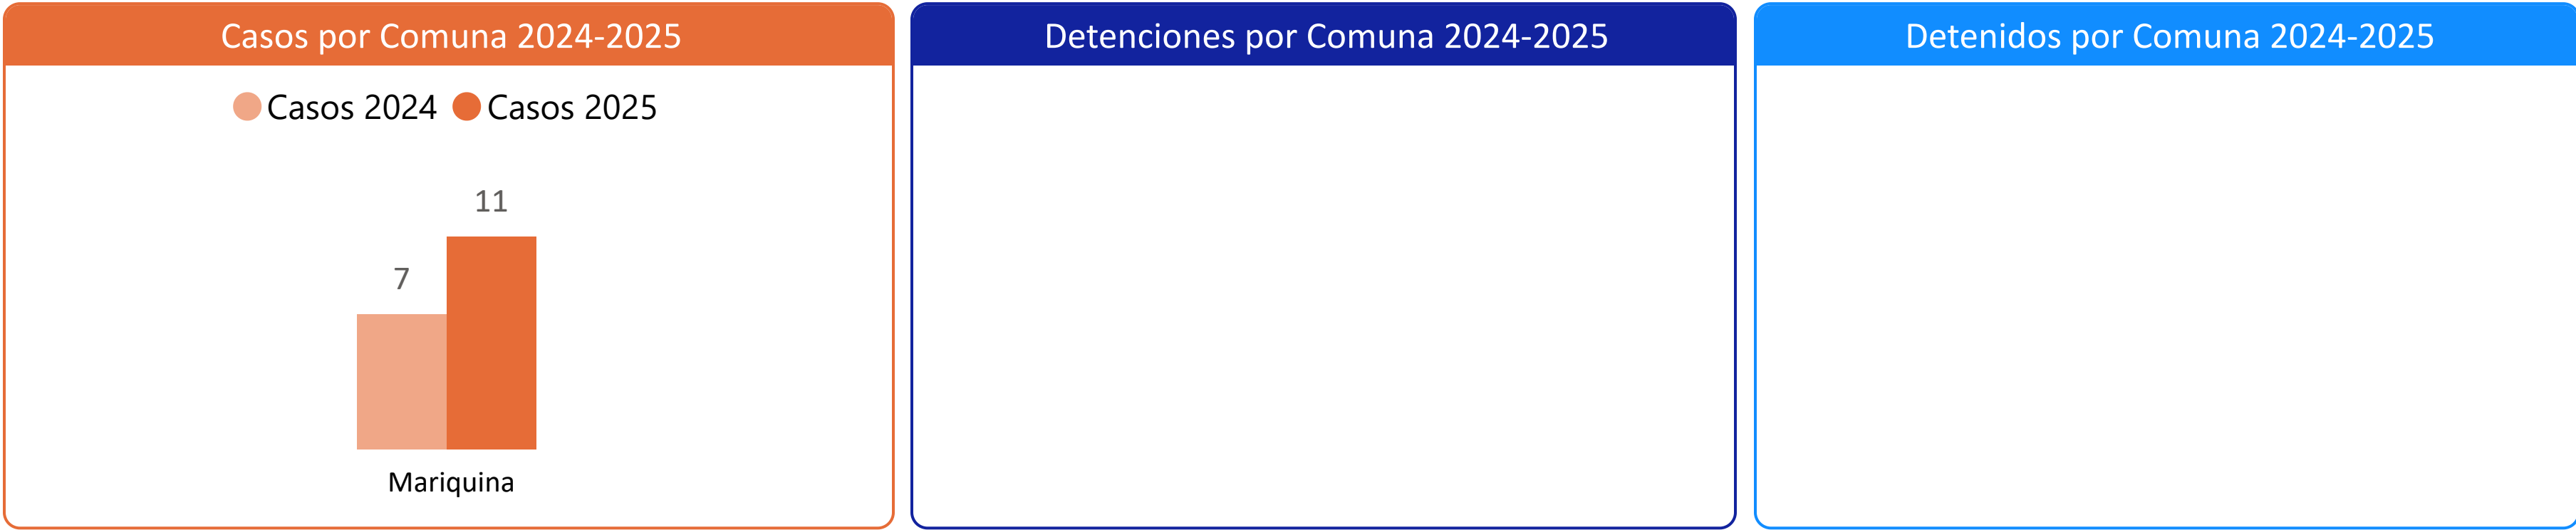 Casos por Comuna 2024-2025
Casos 2024 Casos 2025
11
7
Mariquina
Detenciones por Comuna 2024-2025
Detenidos por Comuna 2024-2025